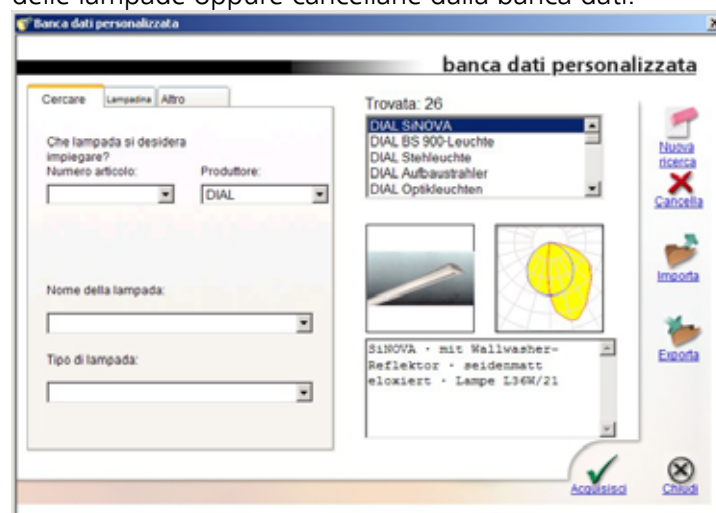 delle lampade oppure cancellarle dalla banca dati.
Banca dati personalizzata
banca dati personalizzata
Cercare
Lampadina
Altro
Che lampada si desidera
impiegare?
Numero articolo:
Produttore:
DIAL
Nome della lampada:
Tipo di lampada:
Trovata: 26
DIAL SiNOVA
DIAL BS 900-Leuchte
DIAL Stehleuchte
DIAL Aufbaustrahler
DIAL Optikleuchten
SiNOVA · mit Wallwasher-
Reflektor · seidenmatt
eloxiert · Lampe L36W/21
Nuova
ricerca
Cancella
Importa
Esporta
Acquisisci
Chiudi